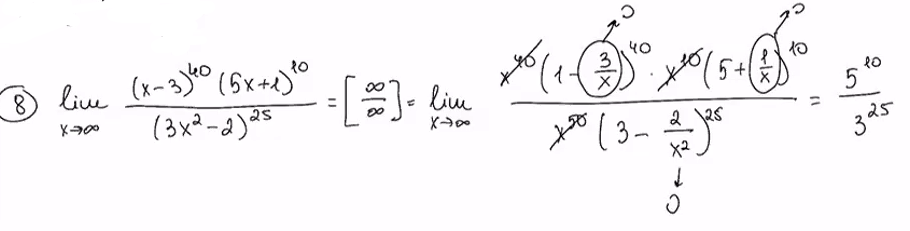 ⑧ lim x→∞ (x-3)^40 (5x+1)^10 / (3x^2-2)^25 = [∞/∞] = lim x→∞ x^40 (1 - 3/x)^40 · x^10 (5 + 1/x)^10 / x^50 (3 - 2/x^2)^25 = 5^10 / 3^25
→0
→0
↓
0